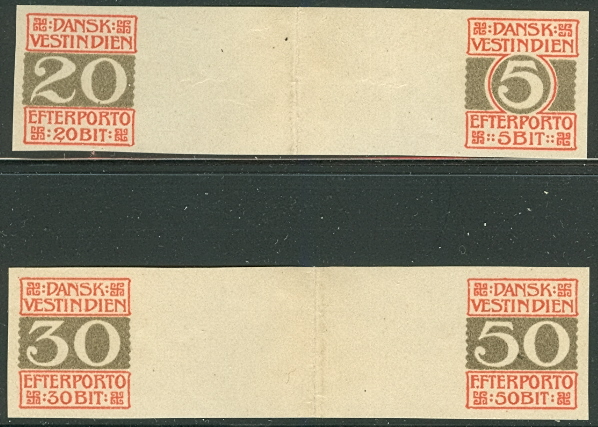 DANSK
VESTINDIEN
20
EFTERPORTO
20 BIT
DANSK
VESTINDIEN
5
EFTERPORTO
5 BIT
DANSK
VESTINDIEN
30
EFTERPORTO
30 BIT
DANSK
VESTINDIEN
50
EFTERPORTO
50 BIT